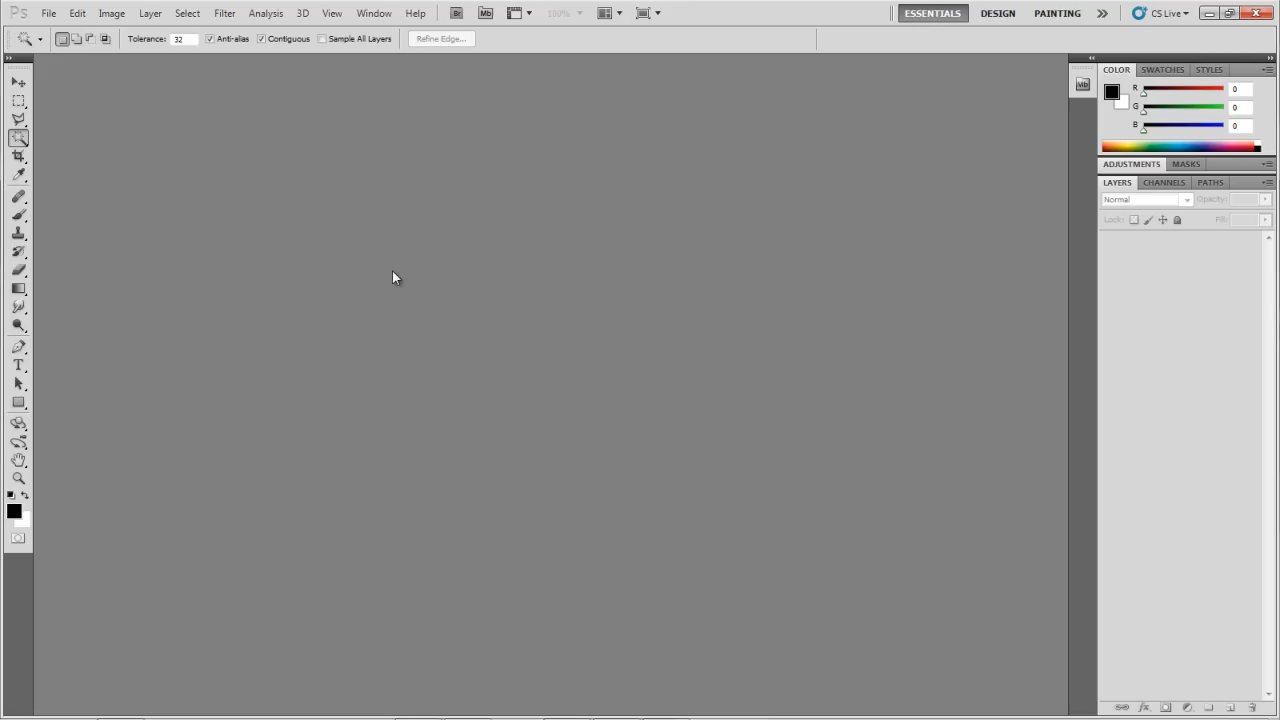 Ps File Edit Image Layer Select Filter Analysis 3D View Window Help Br Mb 100% ESSENTIALS DESIGN PAINTING CS Live
Tolerance: 32 Anti-alias Contiguous Sample All Layers Refine Edge...
COLOR SWATCHES STYLES
R 0
G 0
B 0
ADJUSTMENTS MASKS
LAYERS CHANNELS PATHS
Normal Opacity:
Lock: Fill:
T